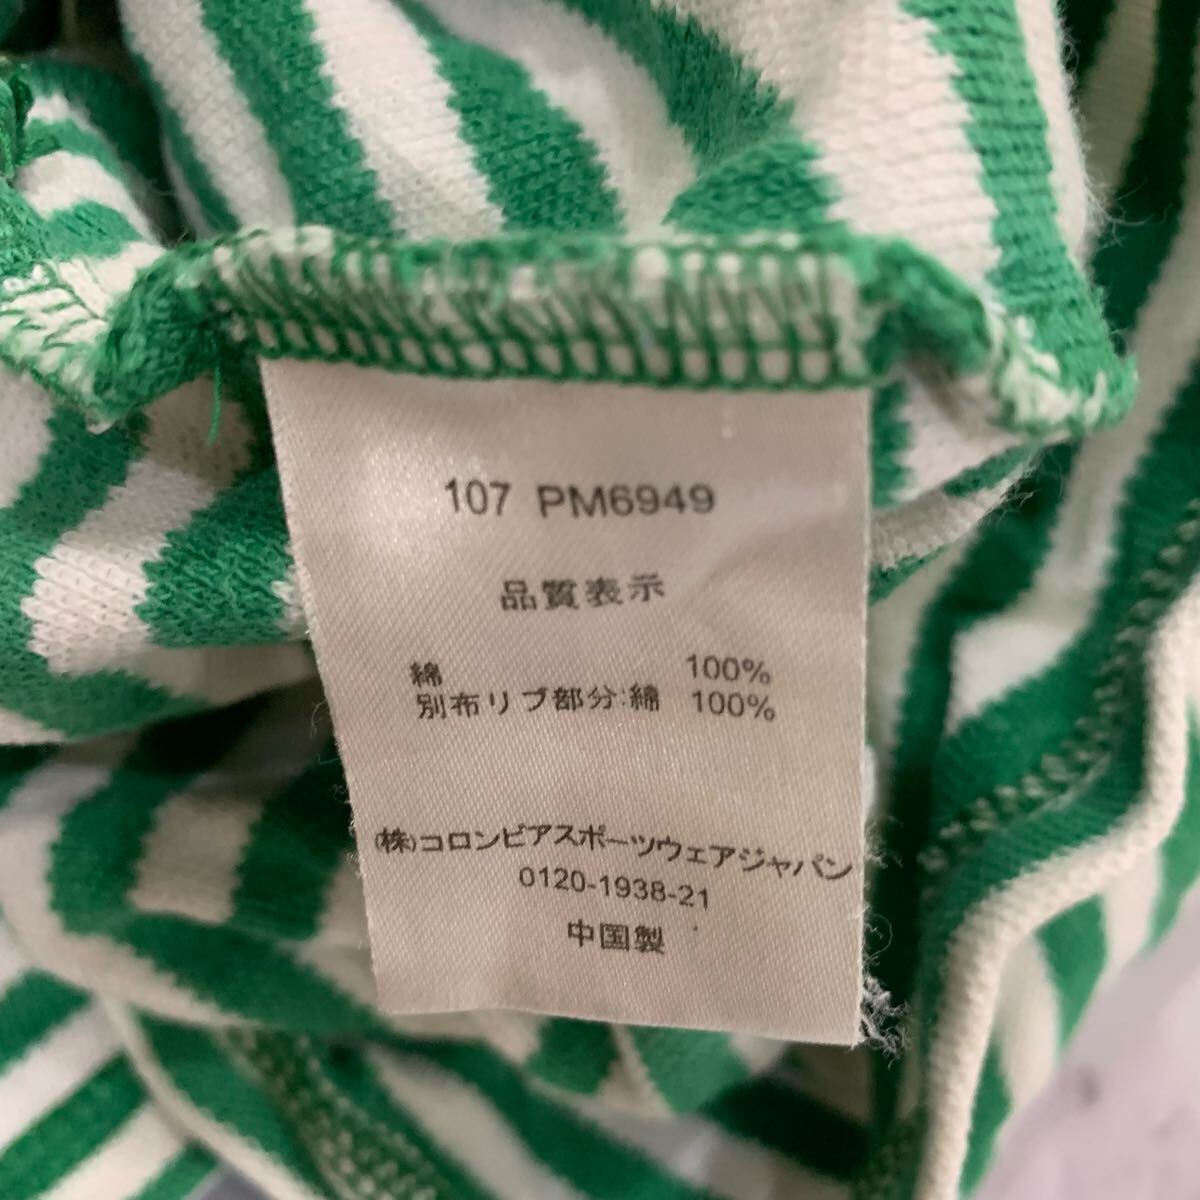 107 PM6949
品質表示
綿 100%
別布リブ部分:綿 100%
(株)コロンビアスポーツウェアジャパン
0120-1938-21
中国製